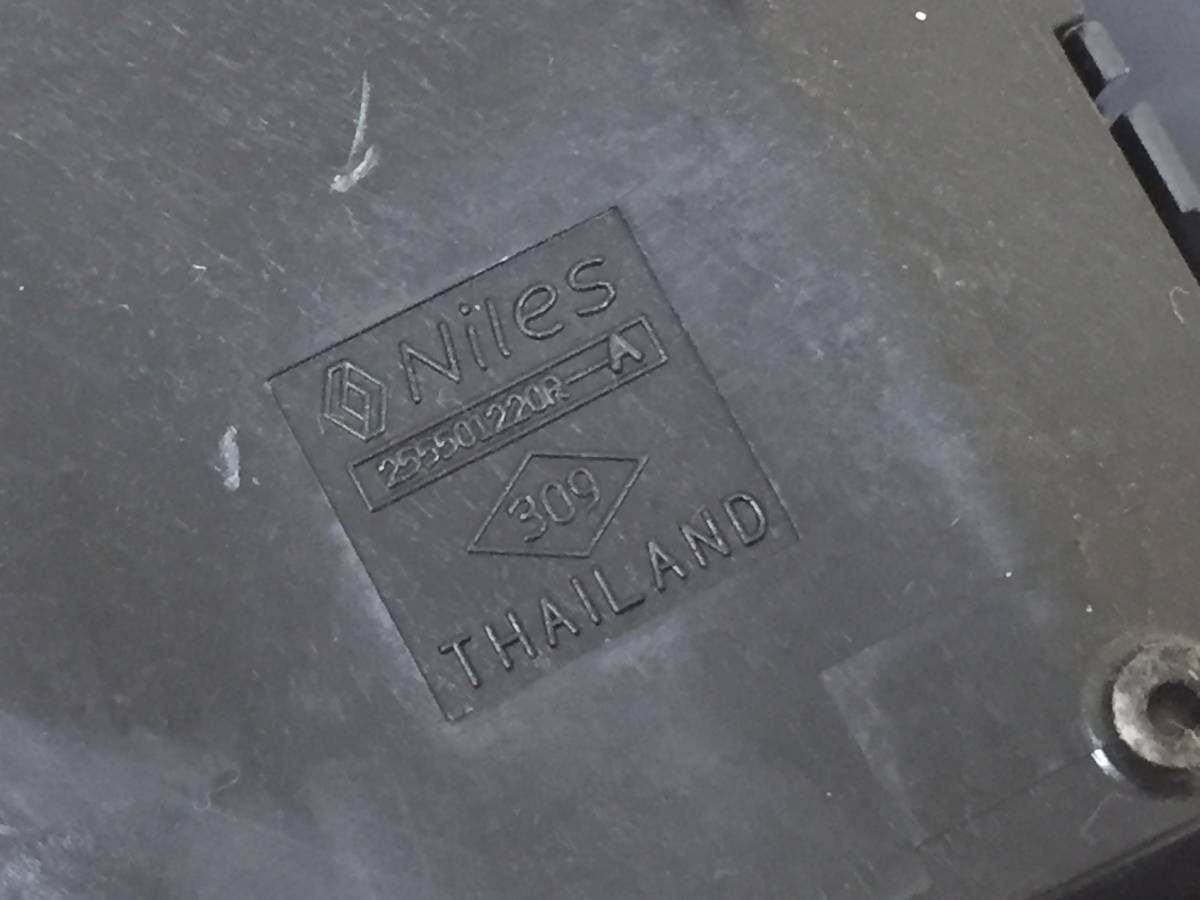 Niles
255501220R-A
309
THAILAND